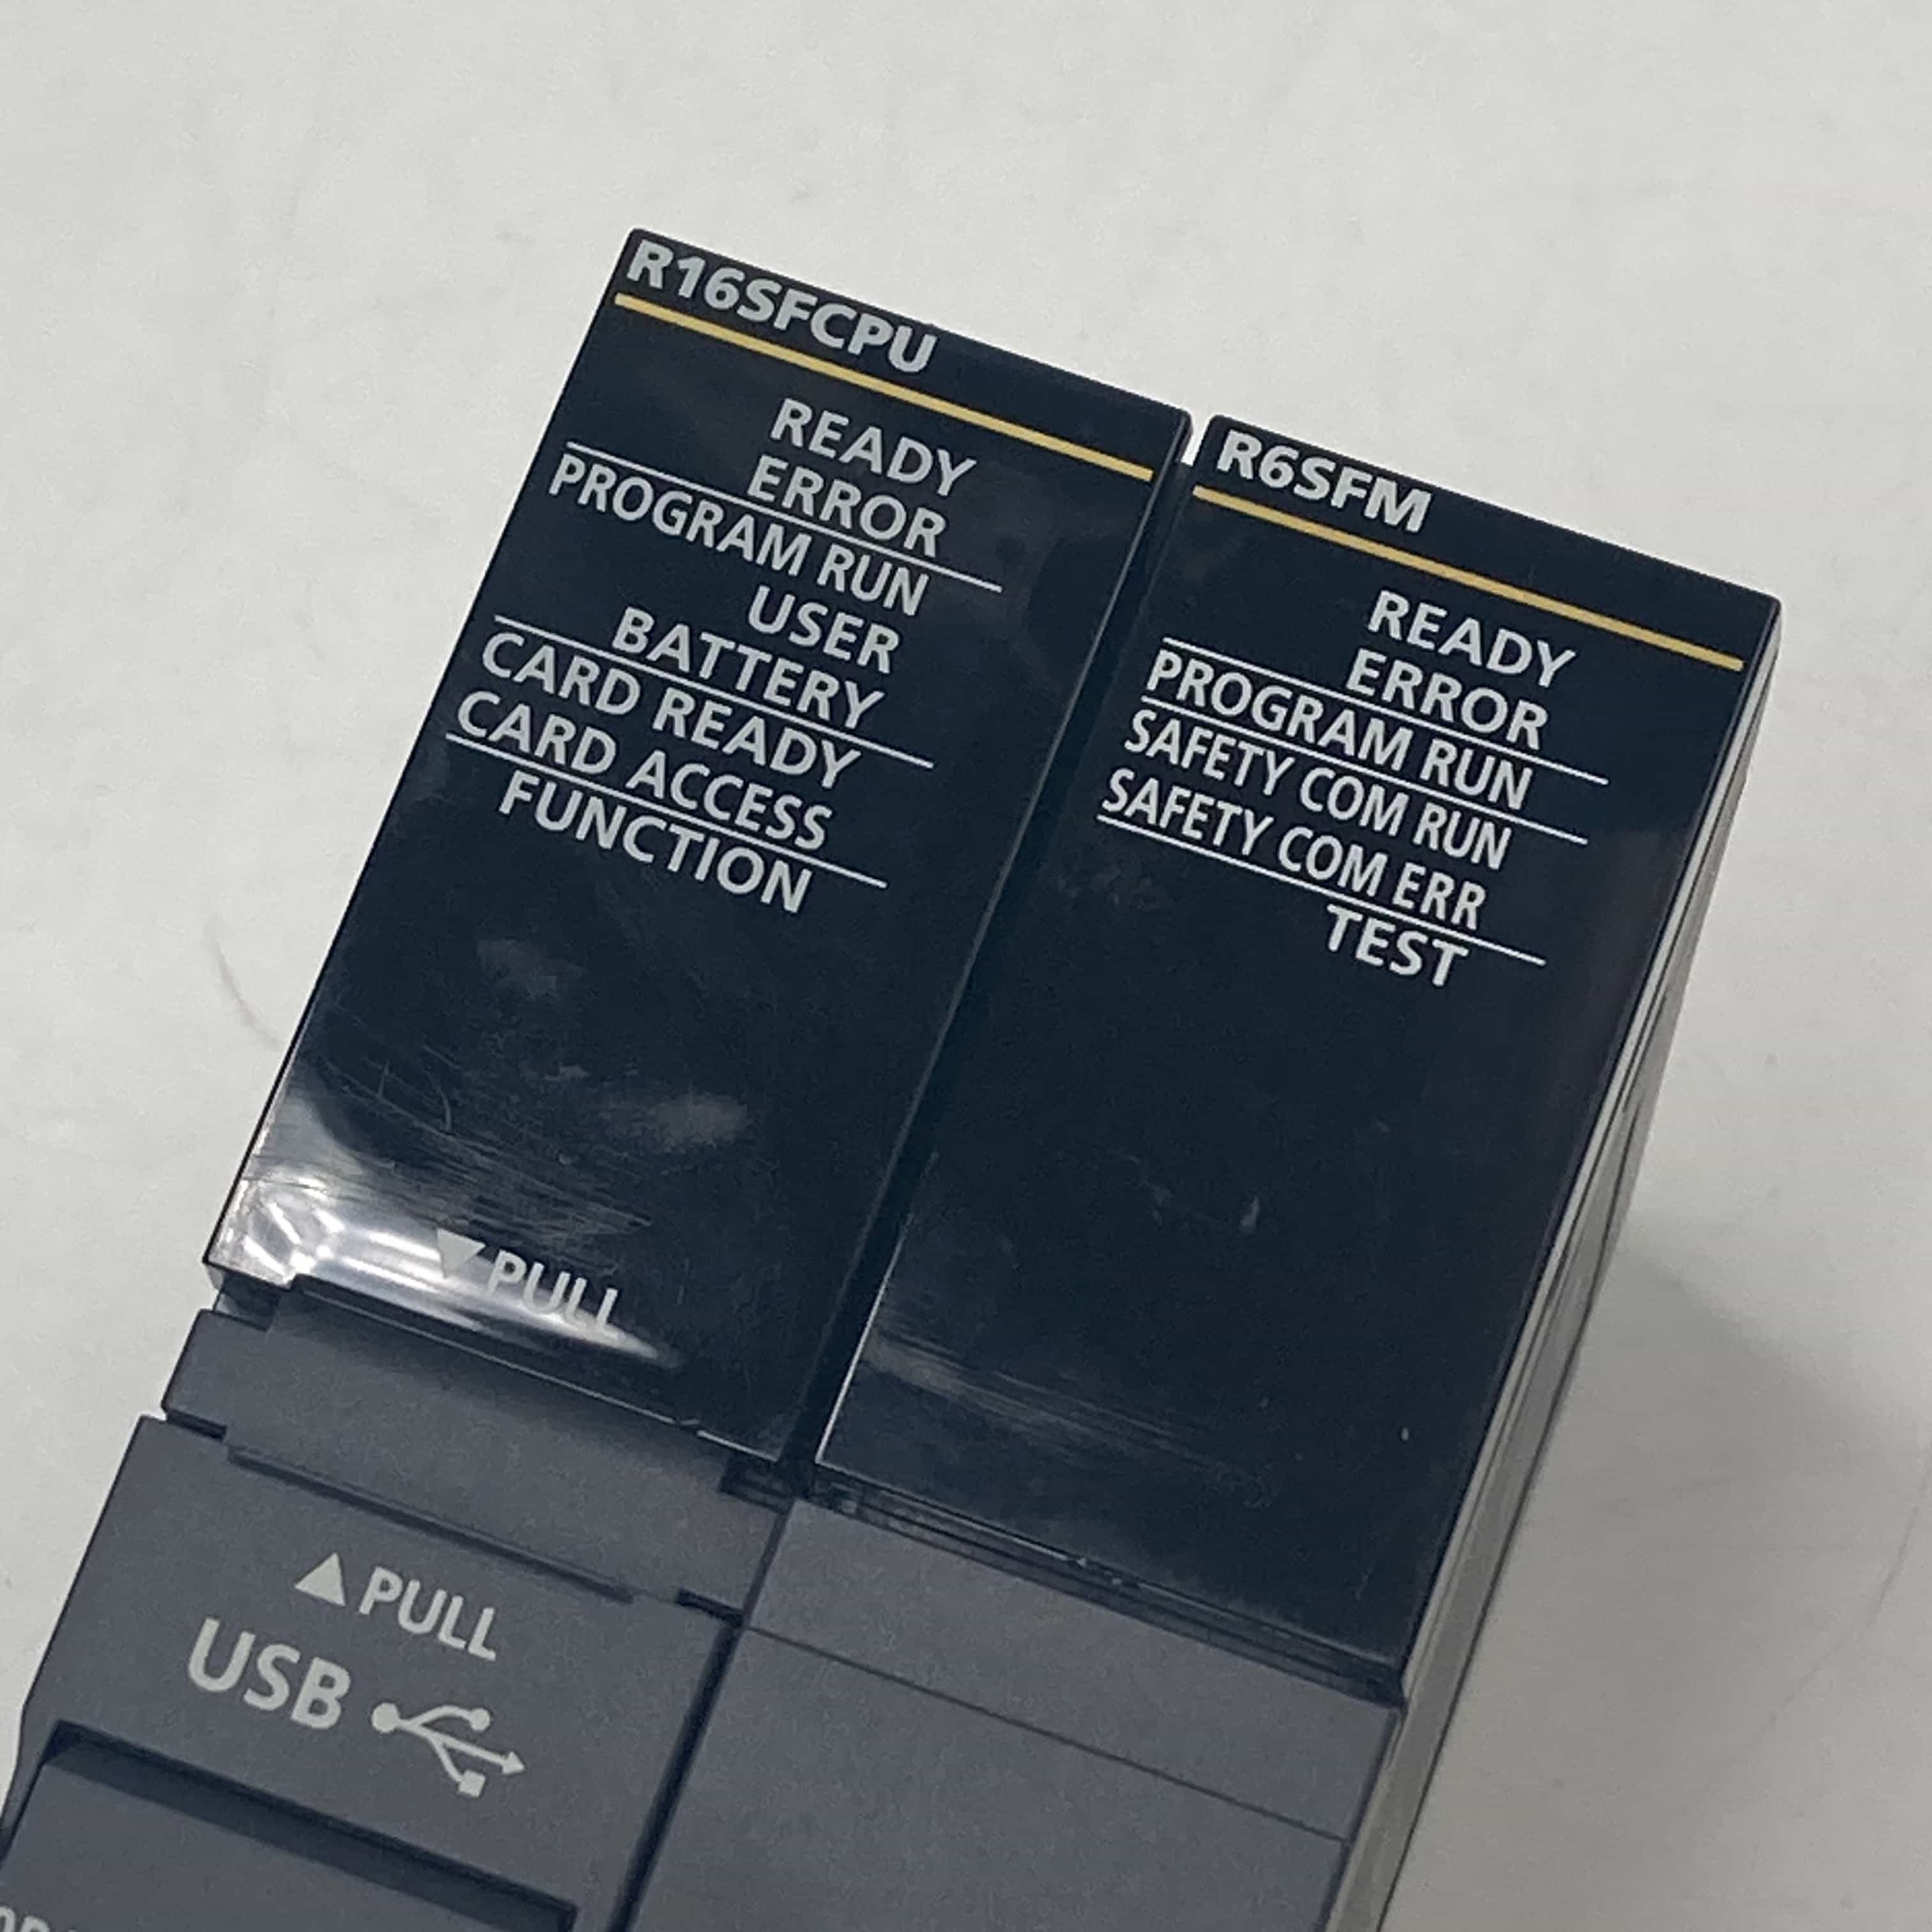 R16SFCPU
READY
ERROR
PROGRAM RUN
USER
BATTERY
CARD READY
CARD ACCESS
FUNCTION
▼PULL
▲PULL
USB
R6SFM
READY
ERROR
PROGRAM RUN
SAFETY COM RUN
SAFETY COM ERR
TEST